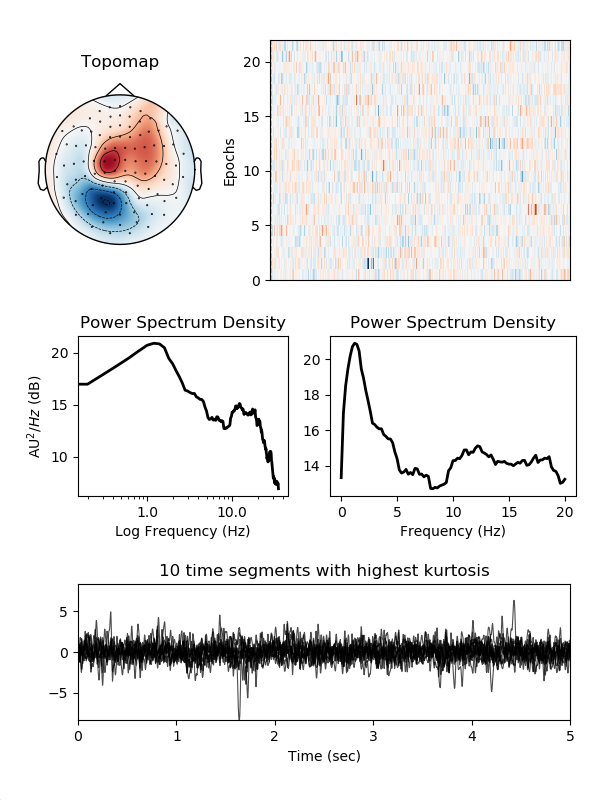 Topomap
Epochs
20
15
10
5
0
Power Spectrum Density
AU²/Hz (dB)
20
15
10
1.0 10.0
Log Frequency (Hz)
Power Spectrum Density
20
18
16
14
0 5 10 15 20
Frequency (Hz)
10 time segments with highest kurtosis
5
0
−5
0 1 2 3 4 5
Time (sec)